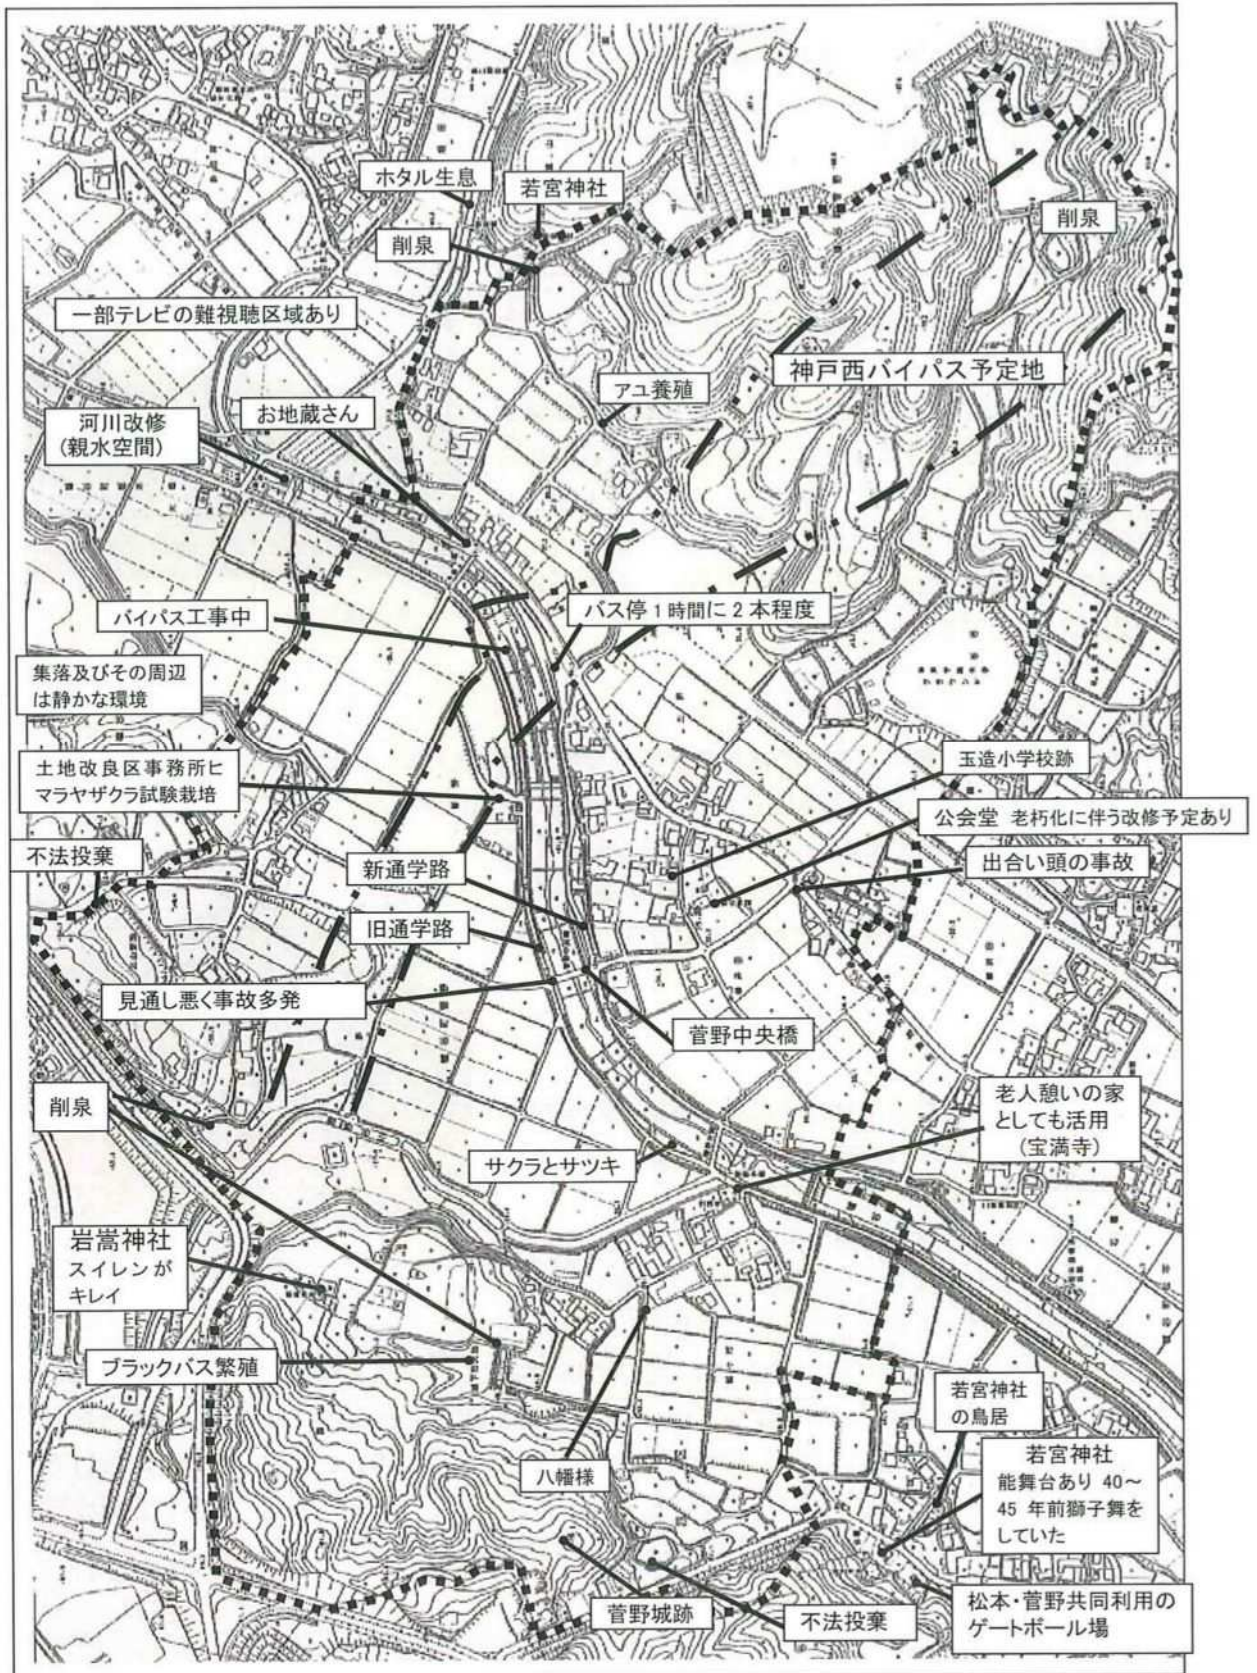 ホタル生息
若宮神社
削泉
削泉
一部テレビの難視聴区域あり
神戸西バイパス予定地
アユ養殖
お地蔵さん
河川改修
(親水空間)
バイパス工事中
バス停 1 時間に 2 本程度
集落及びその周辺
は静かな環境
玉造小学校跡
土地改良区事務所ヒ
マラヤザクラ試験栽培
公会堂 老朽化に伴う改修予定あり
不法投棄
新通学路
出合い頭の事故
旧通学路
見通し悪く事故多発
菅野中央橋
削泉
老人憩いの家
としても活用
(宝満寺)
サクラとサツキ
岩嵩神社
スイレンが
キレイ
ブラックバス繁殖
若宮神社
の鳥居
八幡様
若宮神社
能舞台あり 40～
45 年前獅子舞を
していた
菅野城跡
不法投棄
松本・菅野共同利用の
ゲートボール場